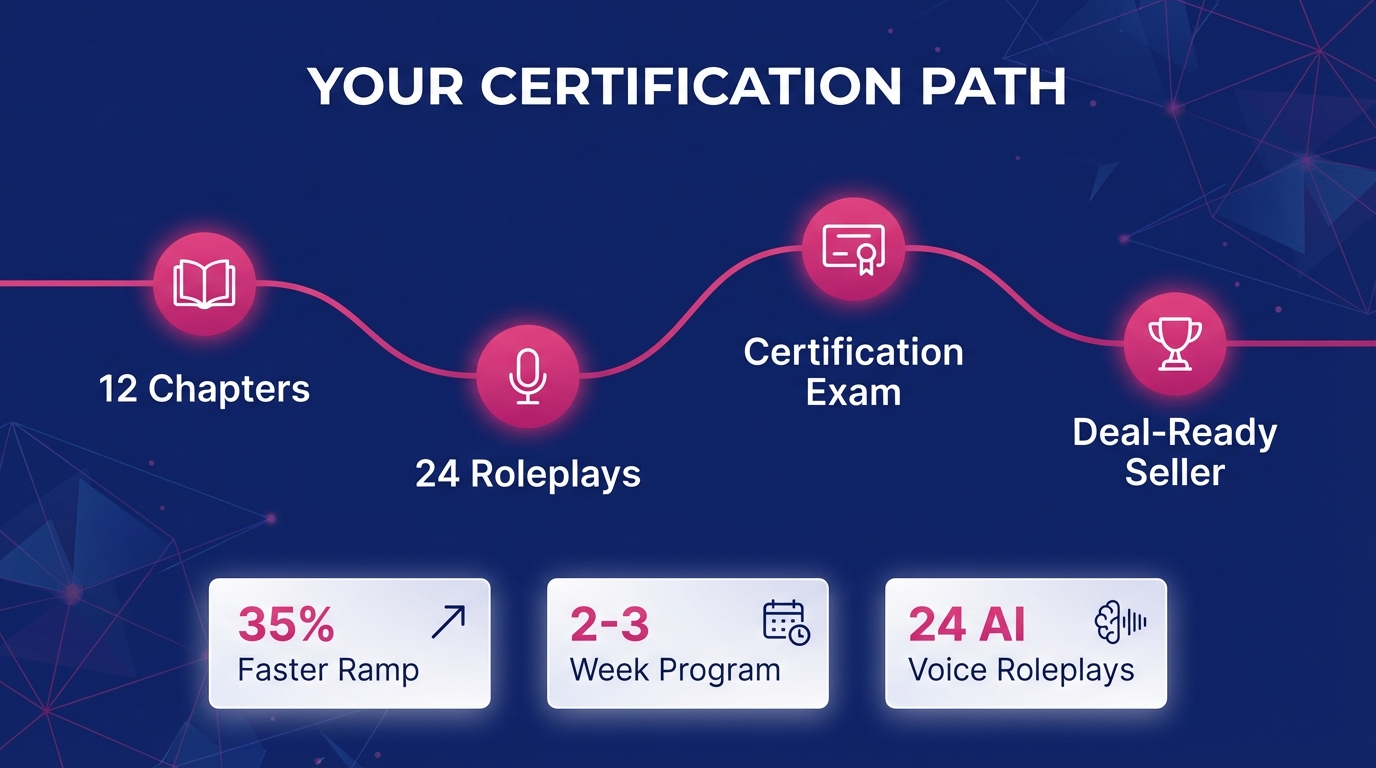 YOUR CERTIFICATION PATH
12 Chapters
24 Roleplays
Certification
Exam
Deal-Ready
Seller
35%
Faster Ramp
2-3
Week Program
24 AI
Voice Roleplays